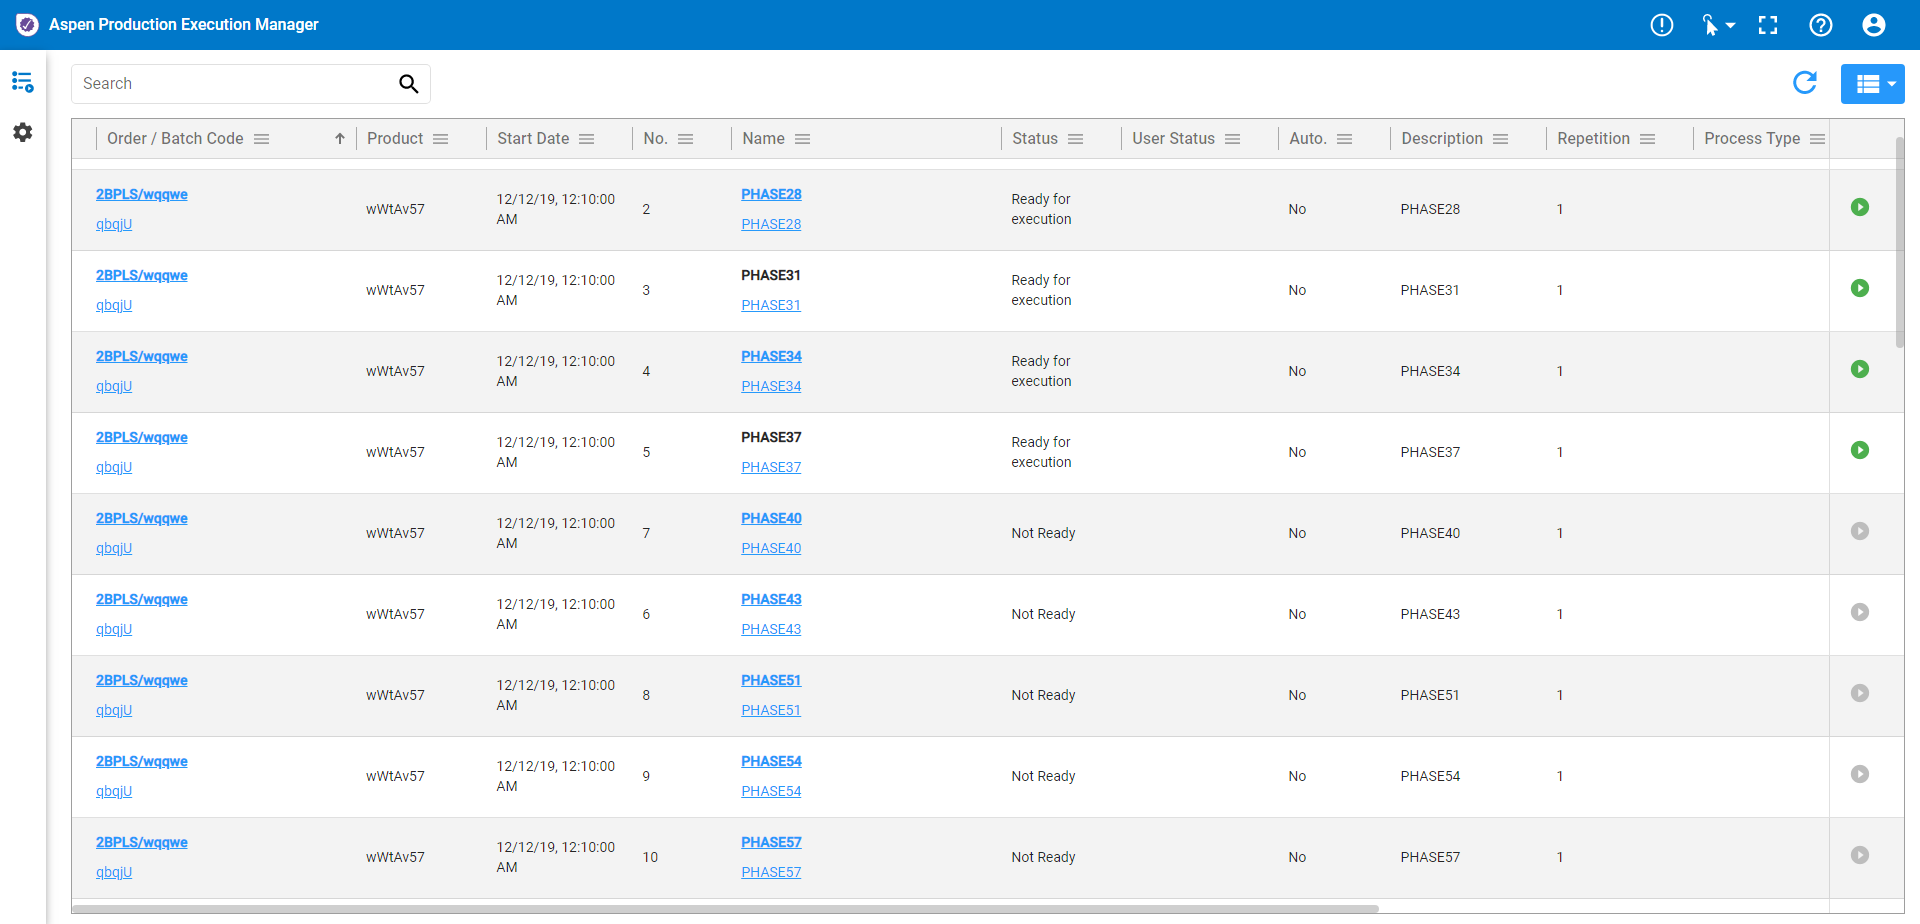 Aspen Production Execution Manager
Search
Order / Batch Code Product Start Date No. Name Status User Status Auto. Description Repetition Process Type
2BPLS/wqqwe
qbqjU
wWtAv57
12/12/19, 12:10:00
AM
2
PHASE28
PHASE28
Ready for
execution
No
PHASE28
1
2BPLS/wqqwe
qbqjU
wWtAv57
12/12/19, 12:10:00
AM
3
PHASE31
PHASE31
Ready for
execution
No
PHASE31
1
2BPLS/wqqwe
qbqjU
wWtAv57
12/12/19, 12:10:00
AM
4
PHASE34
PHASE34
Ready for
execution
No
PHASE34
1
2BPLS/wqqwe
qbqjU
wWtAv57
12/12/19, 12:10:00
AM
5
PHASE37
PHASE37
Ready for
execution
No
PHASE37
1
2BPLS/wqqwe
qbqjU
wWtAv57
12/12/19, 12:10:00
AM
7
PHASE40
PHASE40
Not Ready
No
PHASE40
1
2BPLS/wqqwe
qbqjU
wWtAv57
12/12/19, 12:10:00
AM
6
PHASE43
PHASE43
Not Ready
No
PHASE43
1
2BPLS/wqqwe
qbqjU
wWtAv57
12/12/19, 12:10:00
AM
8
PHASE51
PHASE51
Not Ready
No
PHASE51
1
2BPLS/wqqwe
qbqjU
wWtAv57
12/12/19, 12:10:00
AM
9
PHASE54
PHASE54
Not Ready
No
PHASE54
1
2BPLS/wqqwe
qbqjU
wWtAv57
12/12/19, 12:10:00
AM
10
PHASE57
PHASE57
Not Ready
No
PHASE57
1